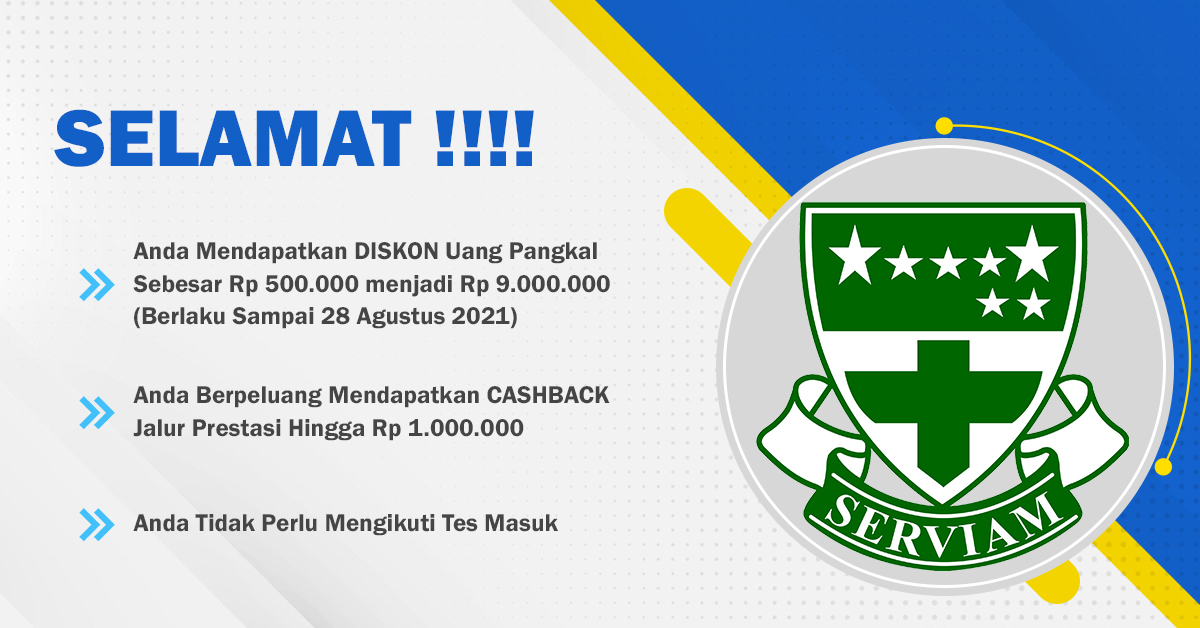 SELAMAT !!!!
Anda Mendapatkan DISKON Uang Pangkal
Sebesar Rp 500.000 menjadi Rp 9.000.000
(Berlaku Sampai 28 Agustus 2021)
Anda Berpeluang Mendapatkan CASHBACK
Jalur Prestasi Hingga Rp 1.000.000
Anda Tidak Perlu Mengikuti Tes Masuk
SERVIAM